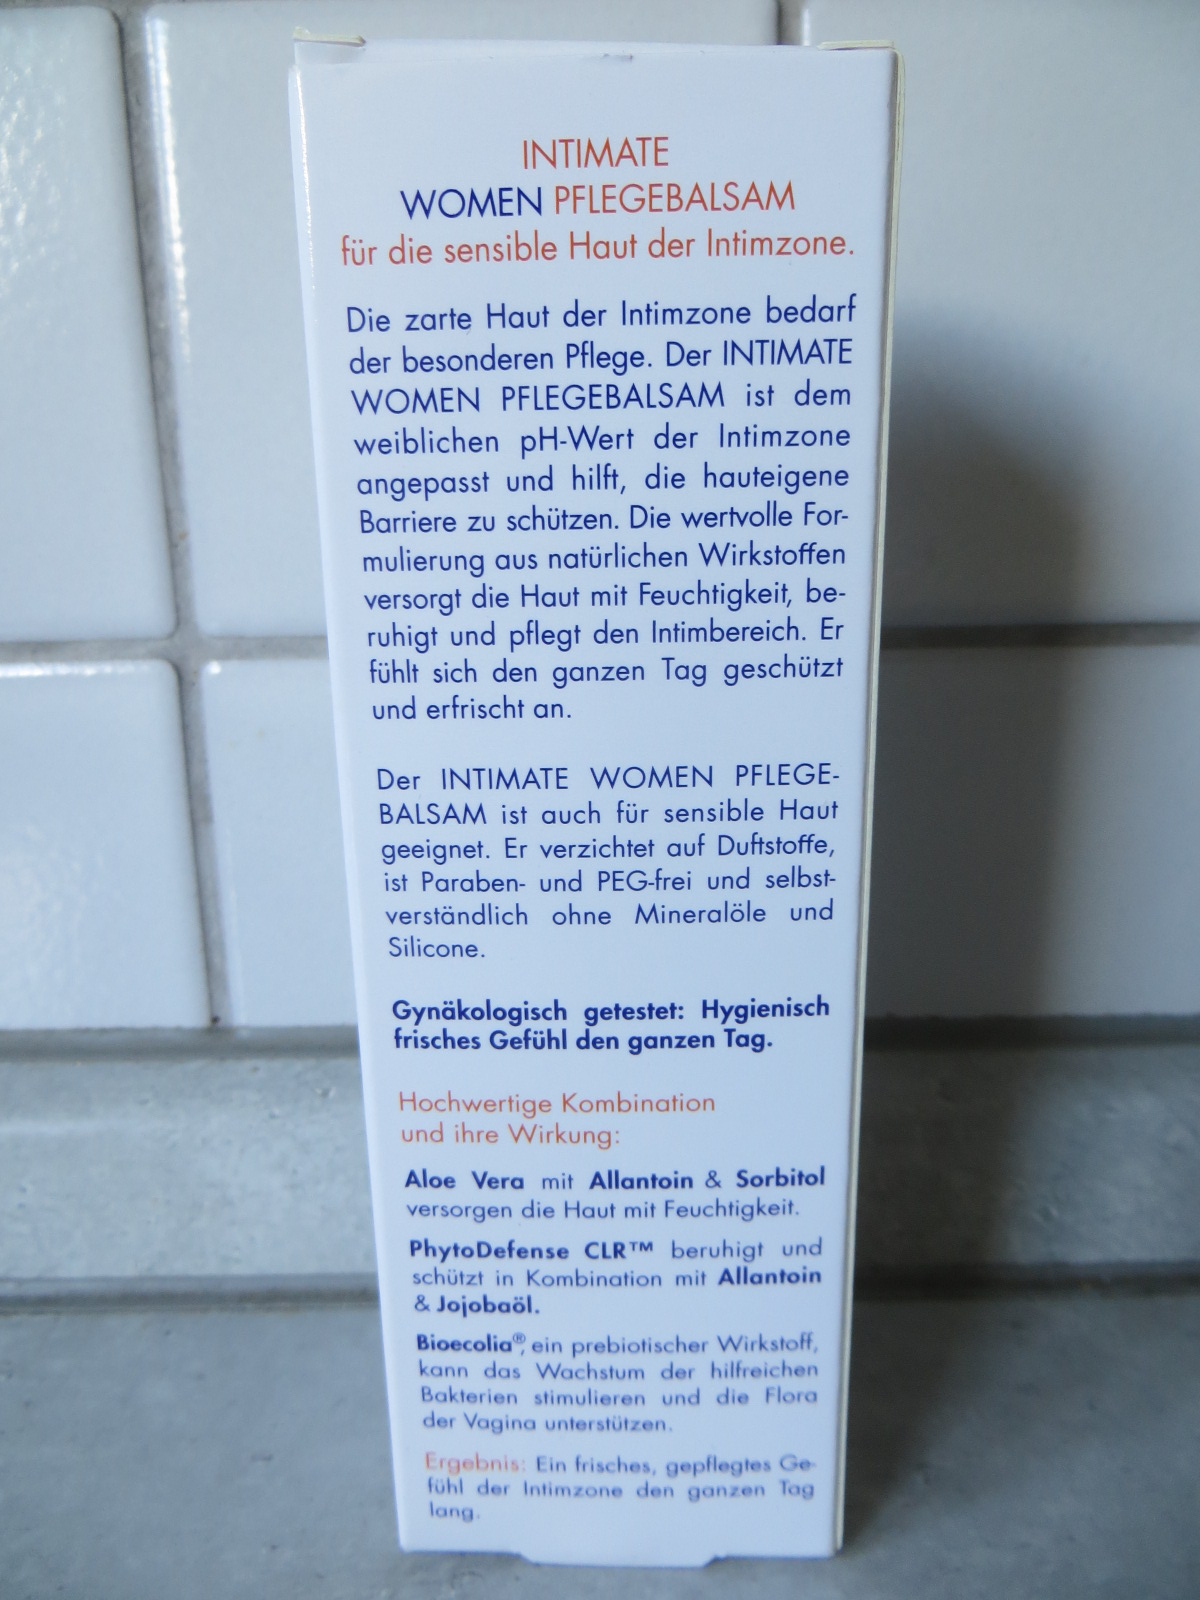 INTIMATE
WOMEN PFLEGEBALSAM
für die sensible Haut der Intimzone.
Die zarte Haut der Intimzone bedarf
der besonderen Pflege. Der INTIMATE
WOMEN PFLEGEBALSAM ist dem
weiblichen pH-Wert der Intimzone
angepasst und hilft, die hauteigene
Barriere zu schützen. Die wertvolle For-
mulierung aus natürlichen Wirkstoffen
versorgt die Haut mit Feuchtigkeit, be-
ruhigt und pflegt den Intimbereich. Er
fühlt sich den ganzen Tag geschützt
und erfrischt an.
Der INTIMATE WOMEN PFLEGE-
BALSAM ist auch für sensible Haut
geeignet. Er verzichtet auf Duftstoffe,
ist Paraben- und PEG-frei und selbst-
verständlich ohne Mineralöle und
Silicone.
Gynäkologisch getestet: Hygienisch
frisches Gefühl den ganzen Tag.
Hochwertige Kombination
und ihre Wirkung:
Aloe Vera mit Allantoin & Sorbitol
versorgen die Haut mit Feuchtigkeit.
PhytoDefense CLR™ beruhigt und
schützt in Kombination mit Allantoin
& Jojobaöl.
Bioecolia®, ein prebiotischer Wirkstoff,
kann das Wachstum der hilfreichen
Bakterien stimulieren und die Flora
der Vagina unterstützen.
Ergebnis: Ein frisches, gepflegtes Ge-
fühl der Intimzone den ganzen Tag
lang.